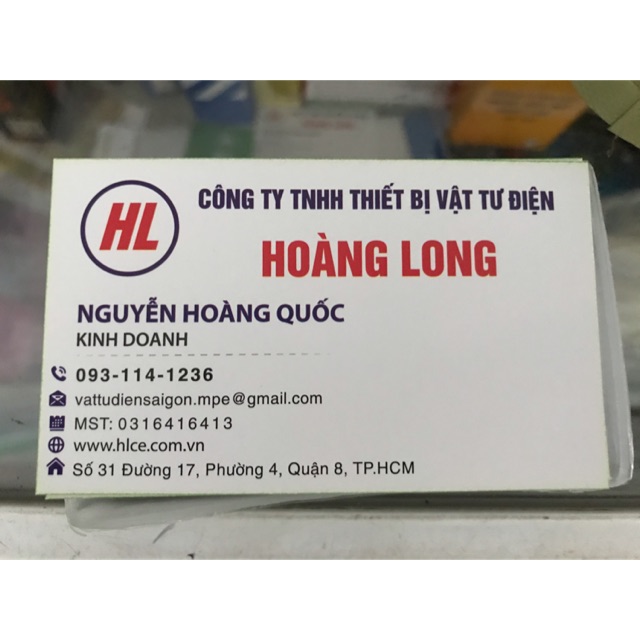 HL
CÔNG TY TNHH THIẾT BỊ VẬT TƯ ĐIỆN
HOÀNG LONG
NGUYỄN HOÀNG QUỐC
KINH DOANH
093-114-1236
vattudiensaigon.mpe@gmail.com
MST: 0316416413
www.hlce.com.vn
Số 31 Đường 17, Phường 4, Quận 8, TP.HCM